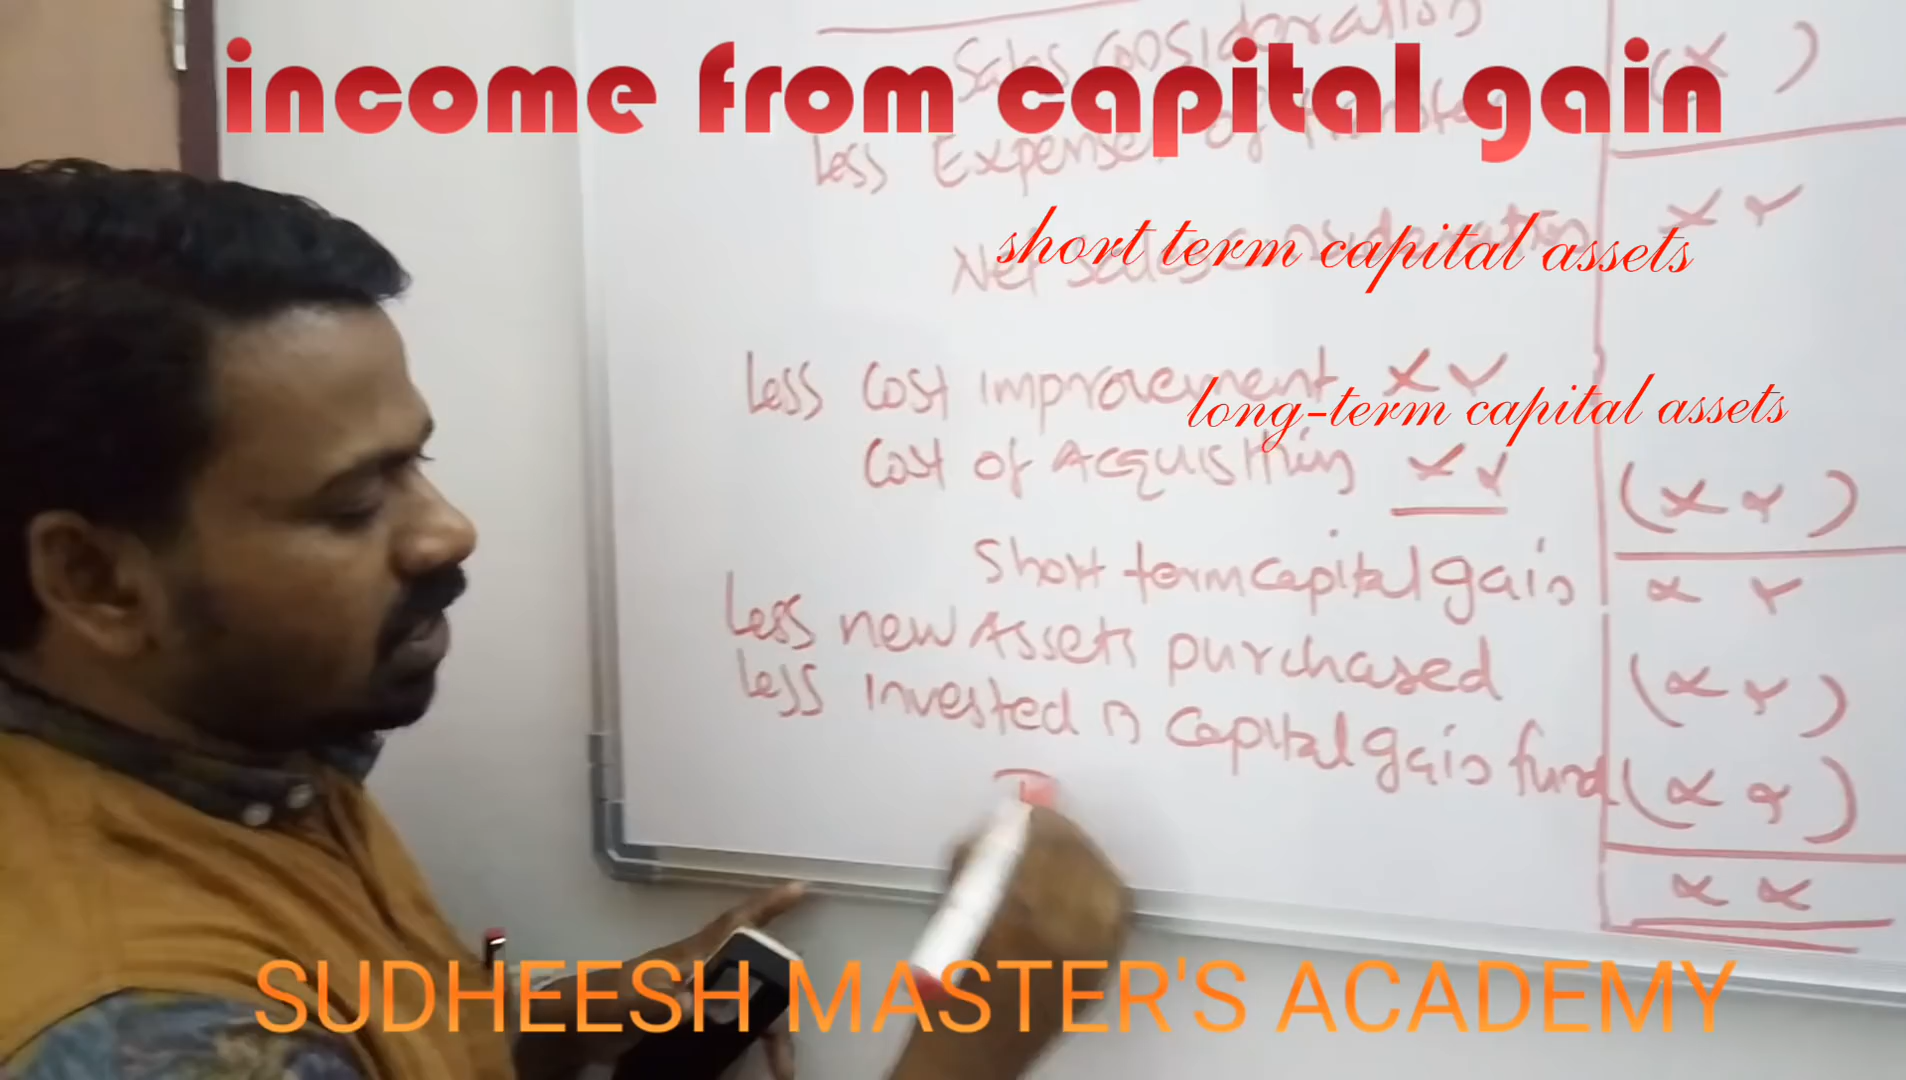 income from capital gain
short term capital assets
long-term capital assets
Sales consideration (x )
Less Expenses of transfer
Net Sales consideration x x
Less Cost improvement x x
Cost of Acquisition x x (x x)
Short term capital gain x x
Less new Assets purchased (x x)
Less invested in capital gain fund (x x)
x x
SUDHEESH MASTER'S ACADEMY